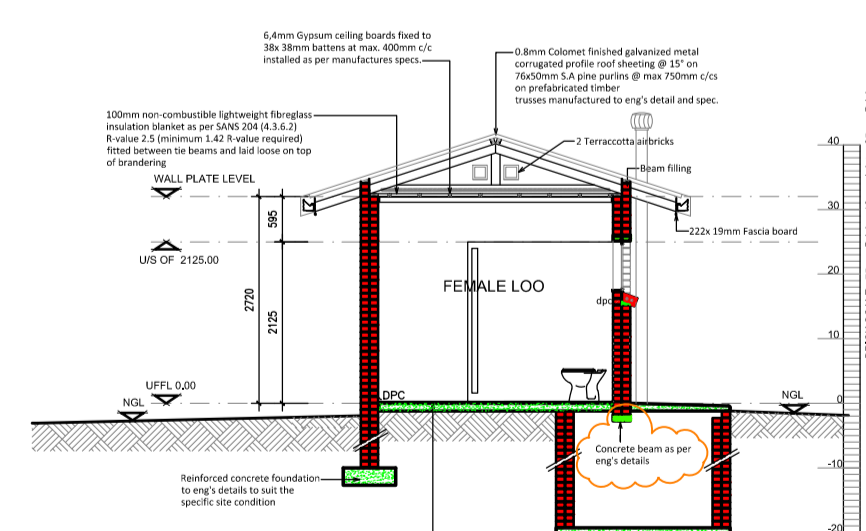 6,4mm Gypsum ceiling boards fixed to
38x 38mm battens at max. 400mm c/c
installed as per manufactures specs.
0.8mm Colomet finished galvanized metal
corrugated profile roof sheeting @ 15° on
76x50mm S.A pine purlins @ max 750mm c/cs
on prefabricated timber
trusses manufactured to eng's detail and spec.
100mm non-combustible lightweight fibreglass
insulation blanket as per SANS 204 (4.3.6.2)
R-value 2.5 (minimum 1.42 R-value required)
fitted between tie beams and laid loose on top
of brandering
2 Terraccotta airbricks
Beam filling
WALL PLATE LEVEL
222x 19mm Fascia board
U/S OF 2125.00
595
2720
2125
FEMALE LOO
dpc
UFFL 0.00
NGL
DPC
NGL
Concrete beam as per
eng's details
Reinforced concrete foundation
to eng's details to suit the
specific site condition
40
30
20
10
0
-10
-20